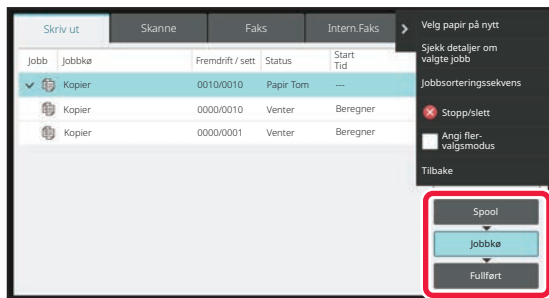 Skriv ut Skanne Faks Intern.Faks
Jobb Jobbkø Fremdrift / sett Status Start Tid
Kopier 0010/0010 Papir Tom ---
Kopier 0000/0010 Venter Beregner
Kopier 0000/0001 Venter Beregner
Velg papir på nytt
Sjekk detaljer om
valgte jobb
Jobbsorteringssekvens
Stopp/slett
Angi fler-
valgsmodus
Tilbake
Spool
Jobbkø
Fullført